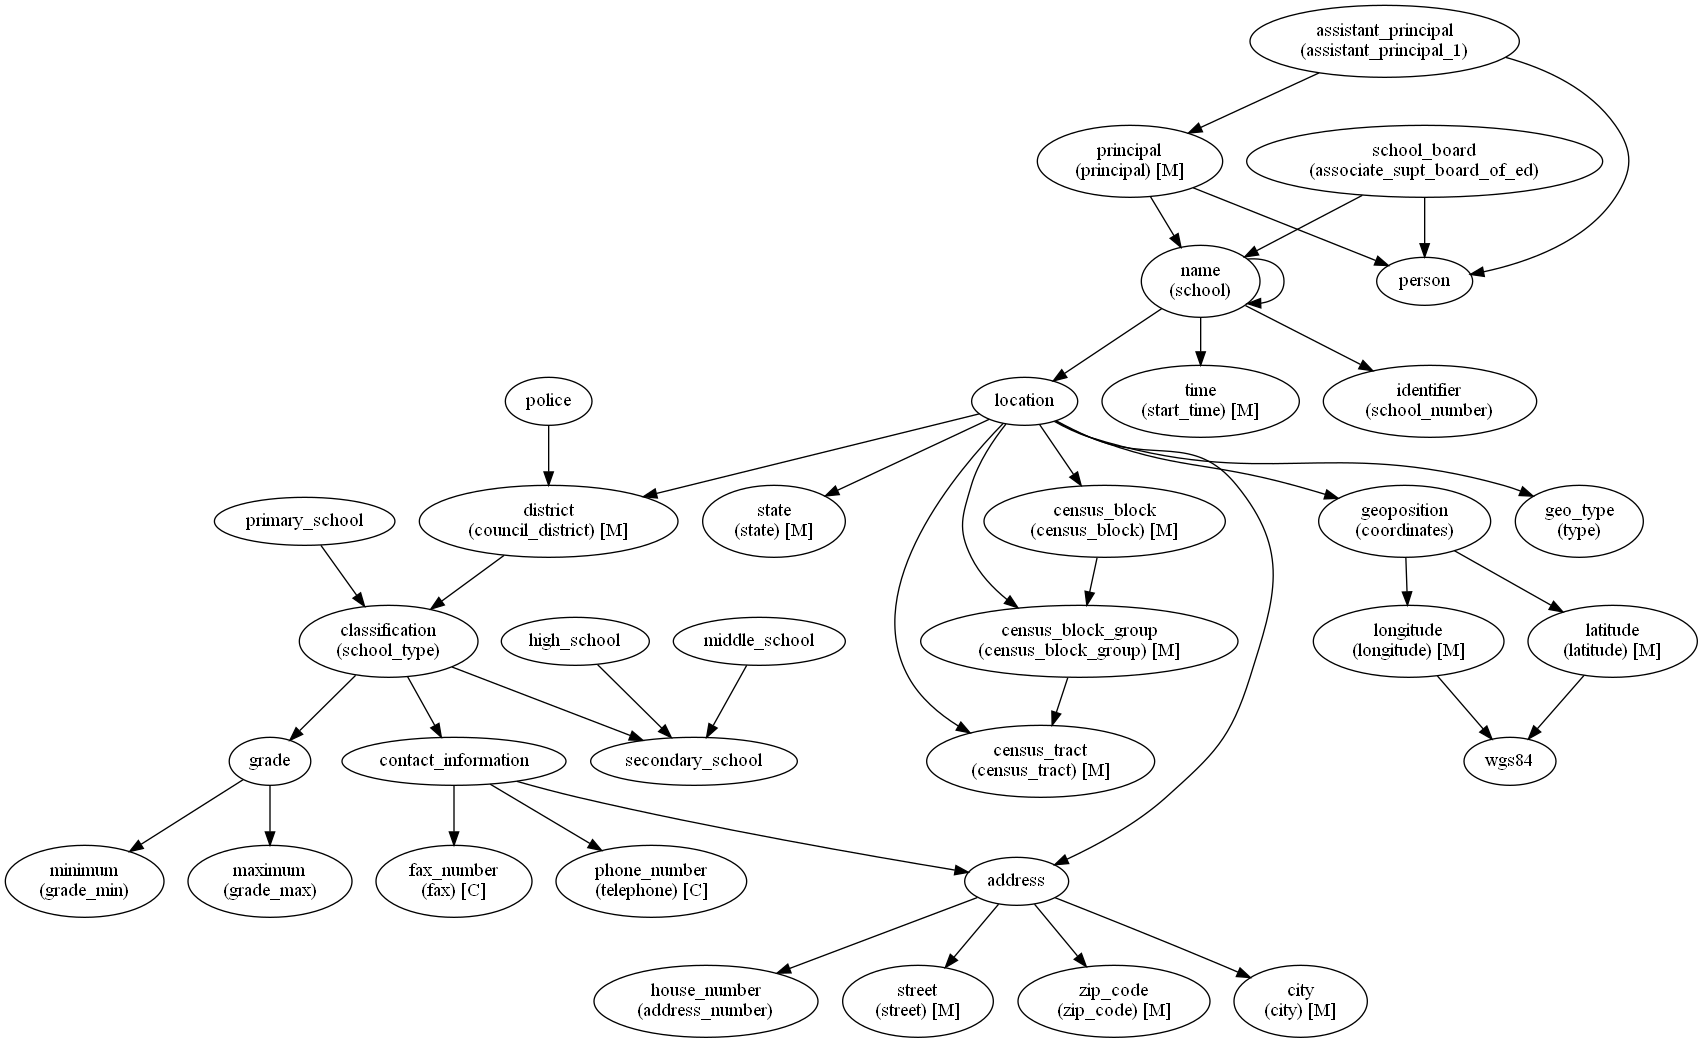 assistant_principal
(assistant_principal_1)
principal
(principal) [M]
school_board
(associate_supt_board_of_ed)
name
(school)
person
police
location
time
(start_time) [M]
identifier
(school_number)
primary_school
district
(council_district) [M]
state
(state) [M]
census_block
(census_block) [M]
geoposition
(coordinates)
geo_type
(type)
classification
(school_type)
high_school
middle_school
census_block_group
(census_block_group) [M]
longitude
(longitude) [M]
latitude
(latitude) [M]
grade
contact_information
secondary_school
census_tract
(census_tract) [M]
wgs84
minimum
(grade_min)
maximum
(grade_max)
fax_number
(fax) [C]
phone_number
(telephone) [C]
address
house_number
(address_number)
street
(street) [M]
zip_code
(zip_code) [M]
city
(city) [M]